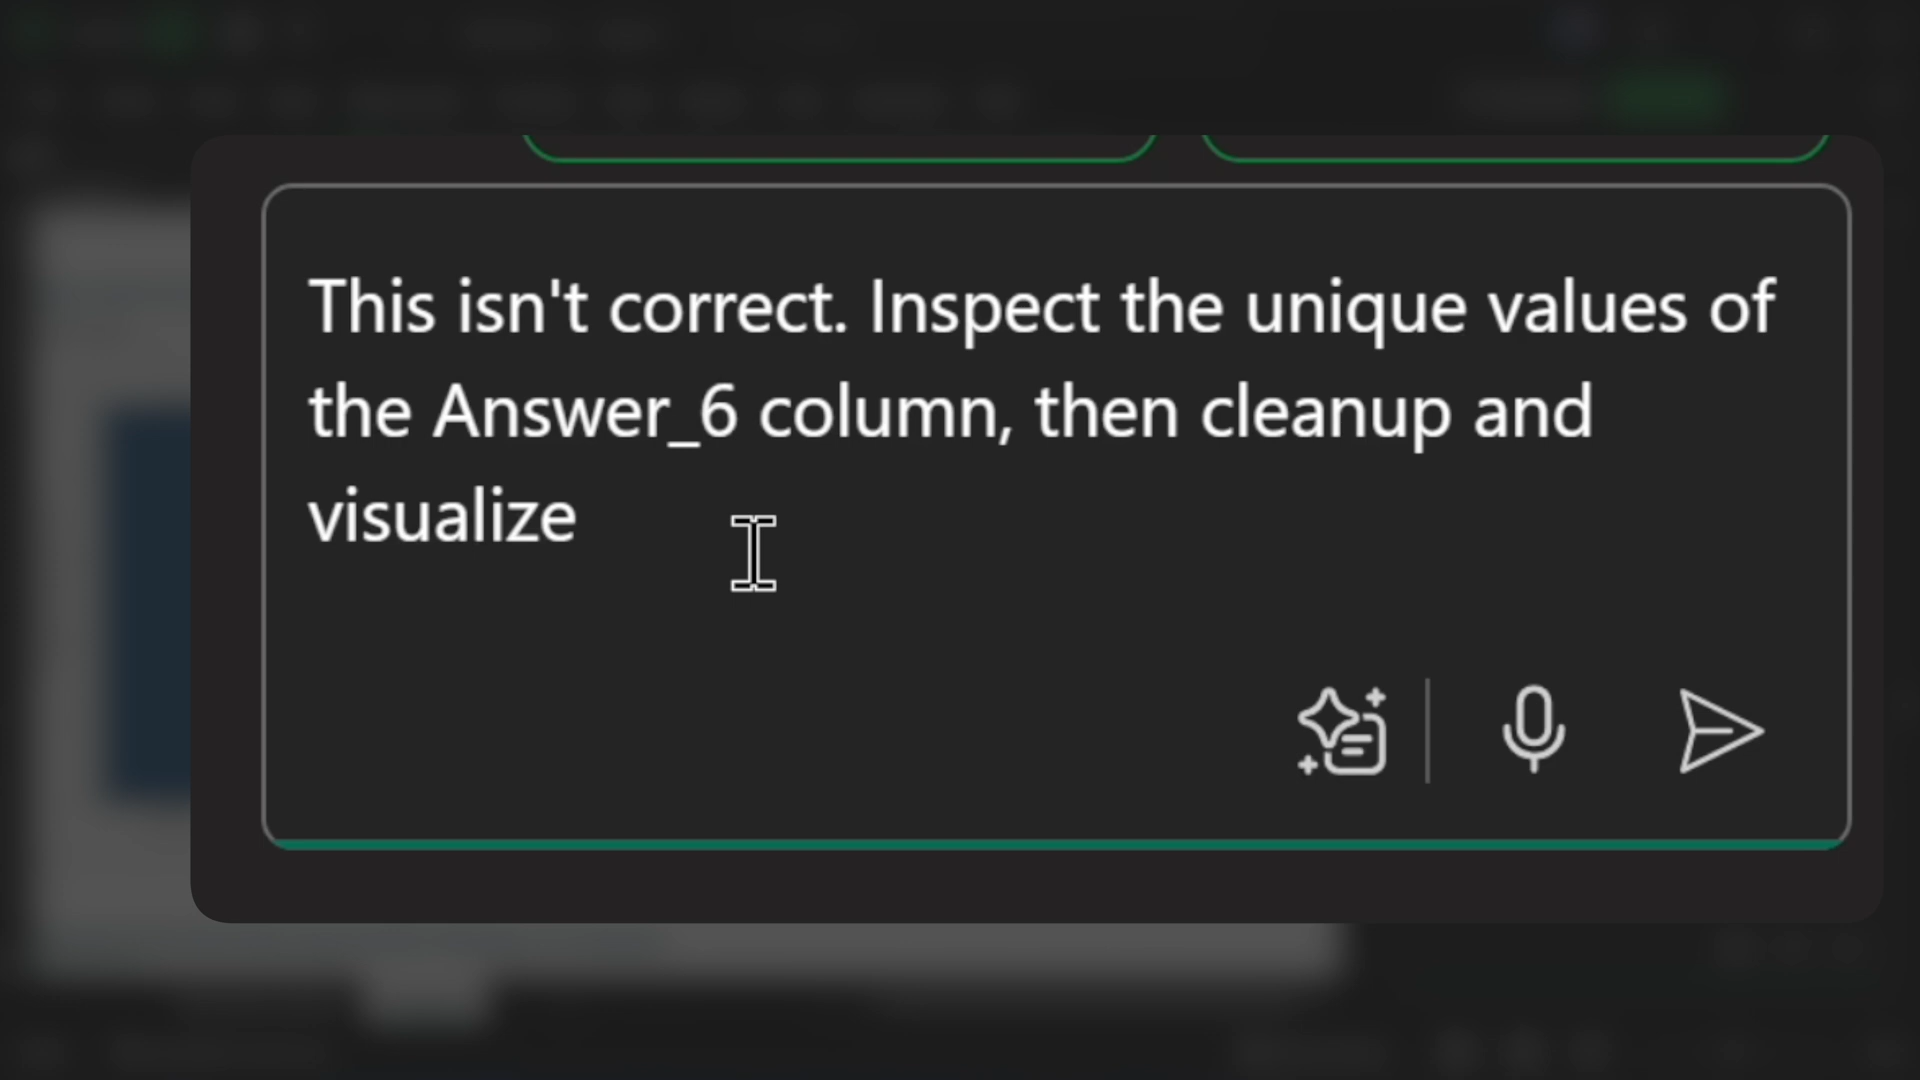 This isn't correct. Inspect the unique values of
the Answer_6 column, then cleanup and
visualize